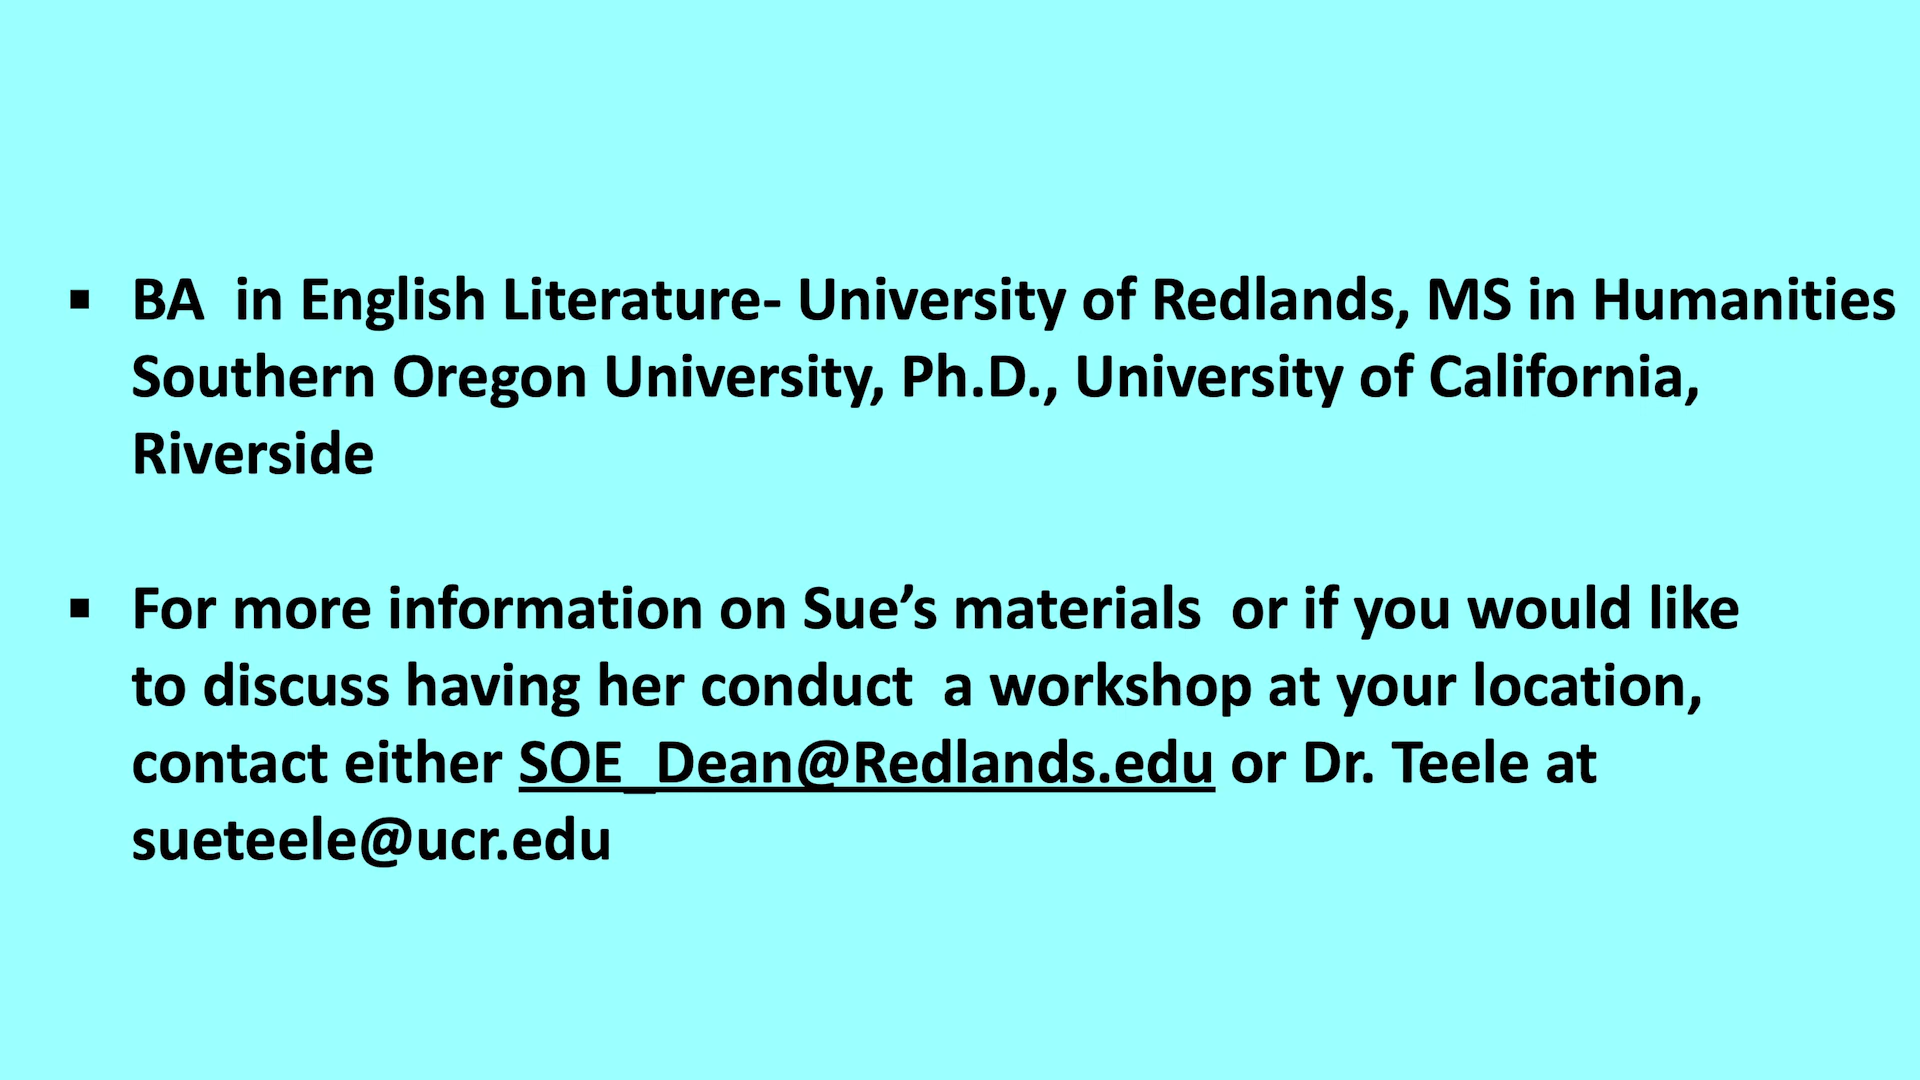 ▪ BA  in English Literature- University of Redlands, MS in Humanities
Southern Oregon University, Ph.D., University of California,
Riverside
▪ For more information on Sue’s materials  or if you would like
to discuss having her conduct  a workshop at your location,
contact either SOE_Dean@Redlands.edu or Dr. Teele at
sueteele@ucr.edu